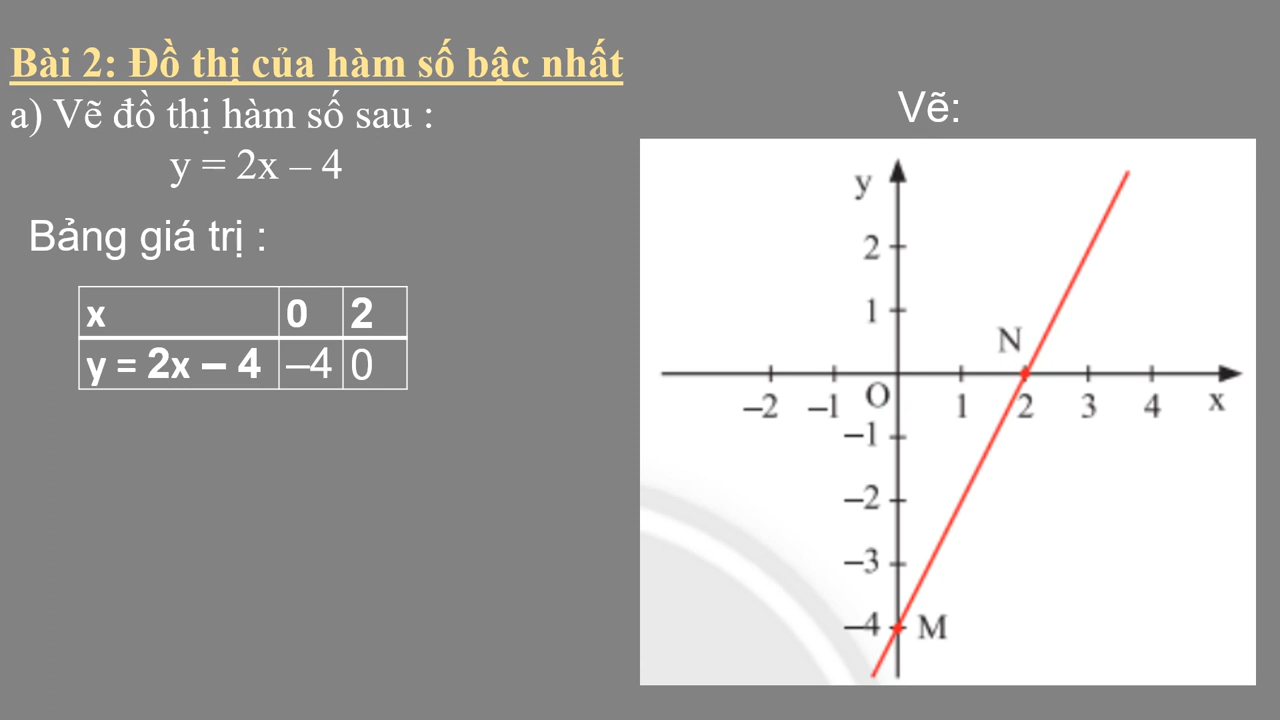 Bài 2: Đồ thị của hàm số bậc nhất
a) Vẽ đồ thị hàm số sau :
y = 2x – 4
Bảng giá trị :
x 0 2
y = 2x – 4 –4 0
Vẽ:
y
2
1
N
–2 –1 O 1 2 3 4 x
–1
–2
–3
–4 M